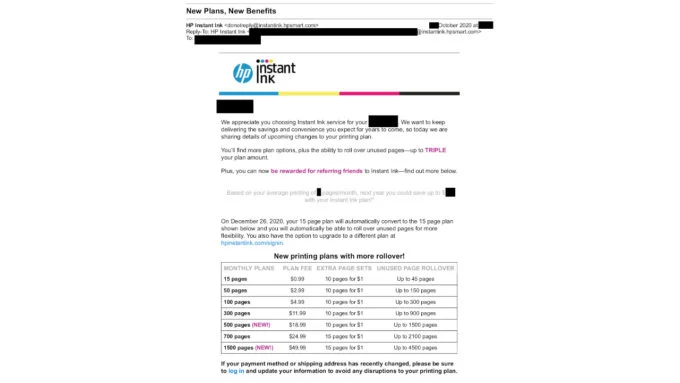 New Plans, New Benefits
HP Instant Ink <donotreply@instantink.hpsmart.com>
October 2020 at
Reply-To: HP Instant Ink <
@instantink.hpsmart.com>
To:
hp instant ink
We appreciate you choosing Instant Ink service for your . We want to keep
delivering the savings and convenience you expect for years to come, so today we are
sharing details of upcoming changes to your printing plan.
You'll find more plan options, plus the ability to roll over unused pages—up to TRIPLE
your plan amount.
Plus, you can now be rewarded for referring friends to Instant Ink—find out more below.
Based on your average printing of pages/month, next year you could save up to $
with your Instant Ink plan!*
On December 26, 2020, your 15 page plan will automatically convert to the 15 page plan
shown below and you will automatically be able to roll over unused pages for more
flexibility. You also have the option to upgrade to a different plan at
hpinstantink.com/signin.
New printing plans with more rollover!
MONTHLY PLANS PLAN FEE EXTRA PAGE SETS UNUSED PAGE ROLLOVER
15 pages $0.99 10 pages for $1 Up to 45 pages
50 pages $2.99 10 pages for $1 Up to 150 pages
100 pages $4.99 10 pages for $1 Up to 300 pages
300 pages $11.99 10 pages for $1 Up to 900 pages
500 pages (NEW!) $18.99 10 pages for $1 Up to 1500 pages
700 pages $24.99 15 pages for $1 Up to 2100 pages
1500 pages (NEW!) $49.99 15 pages for $1 Up to 4500 pages
If your payment method or shipping address has recently changed, please be sure
to log in and update your information to avoid any disruptions to your printing plan.